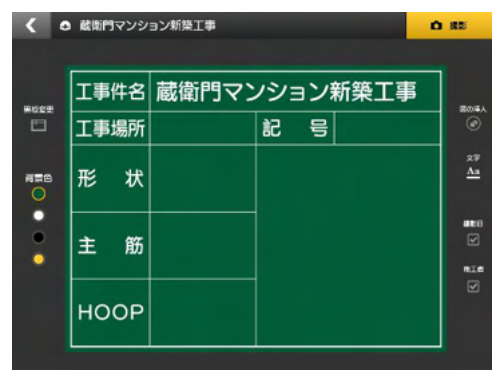 蔵衛門マンション新築工事
撮影
工事件名 蔵衛門マンション新築工事
工事場所 記 号
形 状
主 筋
HOOP
黒板変更
背景色
図の挿入
文字
Aa
撮影日
施工者